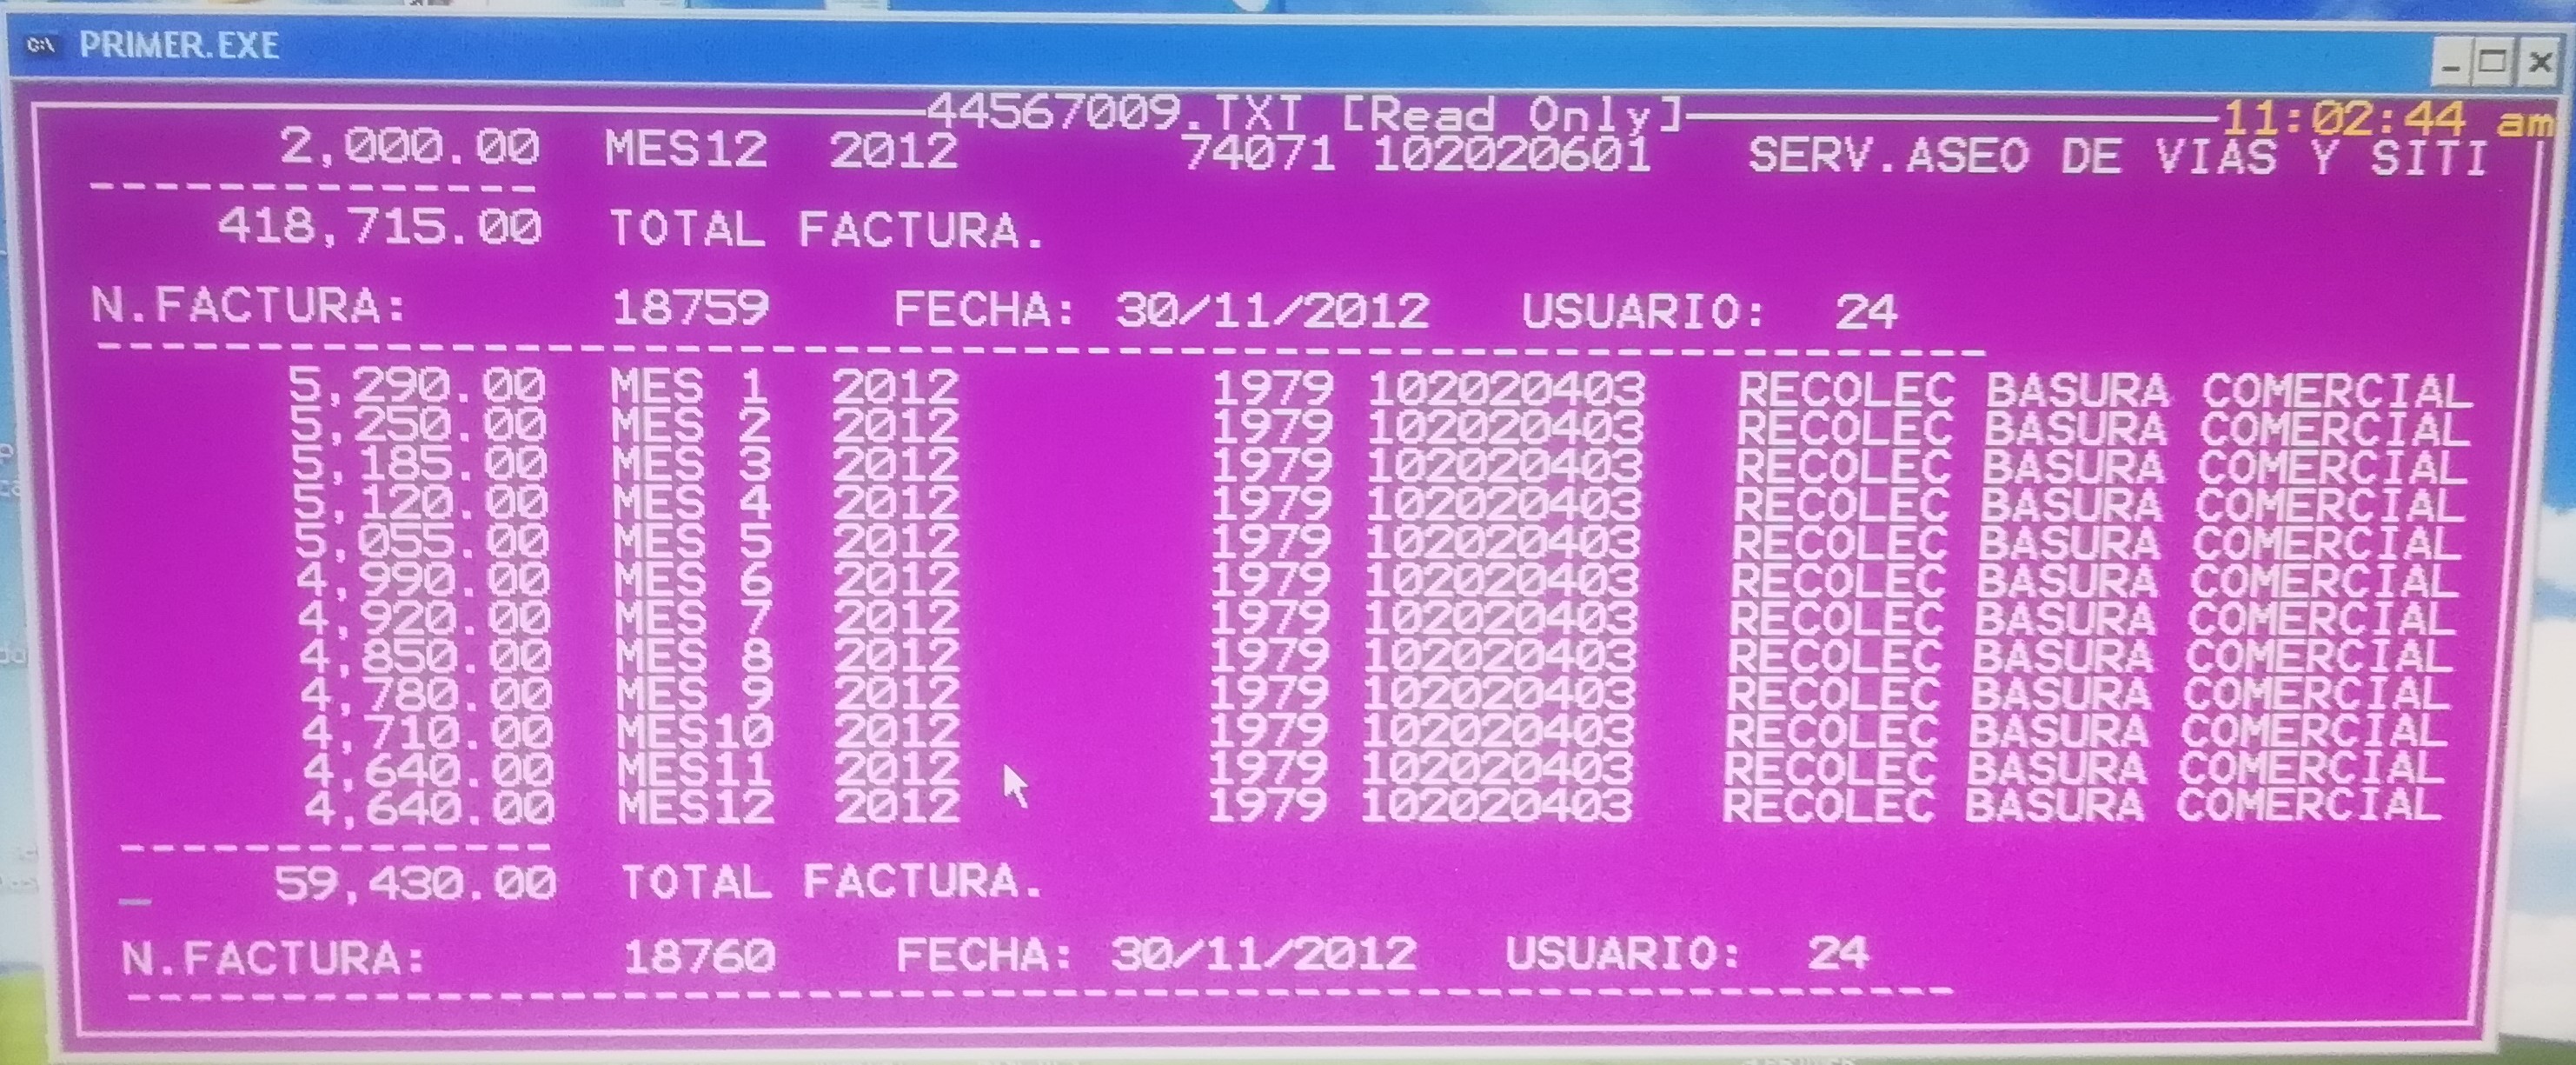 PRIMER.EXE
44567009.TXT [Read Only] 11:02:44 am
2,000.00 MES12 2012 74071 102020601 SERV.ASEO DE VIAS Y SITI
--------------
418,715.00 TOTAL FACTURA.
N.FACTURA: 18759 FECHA: 30/11/2012 USUARIO: 24
------------------------------------------------------------
5,290.00 MES 1 2012 1979 102020403 RECOLEC BASURA COMERCIAL
5,250.00 MES 2 2012 1979 102020403 RECOLEC BASURA COMERCIAL
5,185.00 MES 3 2012 1979 102020403 RECOLEC BASURA COMERCIAL
5,120.00 MES 4 2012 1979 102020403 RECOLEC BASURA COMERCIAL
5,055.00 MES 5 2012 1979 102020403 RECOLEC BASURA COMERCIAL
4,990.00 MES 6 2012 1979 102020403 RECOLEC BASURA COMERCIAL
4,920.00 MES 7 2012 1979 102020403 RECOLEC BASURA COMERCIAL
4,850.00 MES 8 2012 1979 102020403 RECOLEC BASURA COMERCIAL
4,780.00 MES 9 2012 1979 102020403 RECOLEC BASURA COMERCIAL
4,710.00 MES10 2012 1979 102020403 RECOLEC BASURA COMERCIAL
4,640.00 MES11 2012 1979 102020403 RECOLEC BASURA COMERCIAL
4,640.00 MES12 2012 1979 102020403 RECOLEC BASURA COMERCIAL
--------------
59,430.00 TOTAL FACTURA.
N.FACTURA: 18760 FECHA: 30/11/2012 USUARIO: 24
------------------------------------------------------------